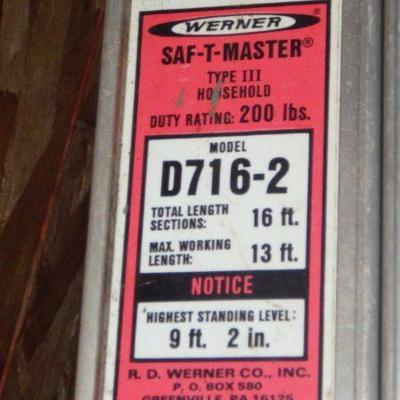 WERNER®
SAF-T-MASTER®
TYPE III
HOUSEHOLD
DUTY RATING: 200 lbs.
MODEL
D716-2
TOTAL LENGTH
SECTIONS: 16 ft.
MAX. WORKING
LENGTH: 13 ft.
NOTICE
HIGHEST STANDING LEVEL:
9 ft. 2 in.
R. D. WERNER CO., INC.
P. O. BOX 580
GREENVILLE, PA 16125